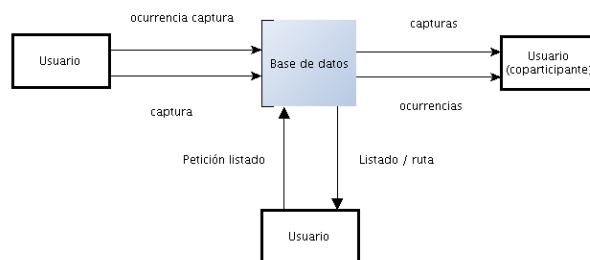 ocurrencia captura
capturas
Usuario
Base de datos
Usuario
(coparticipante)
captura
ocurrencias
Petición listado
Listado / ruta
Usuario